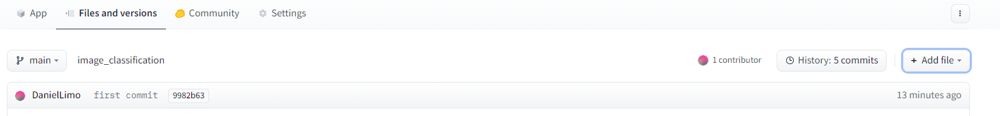 App Files and versions Community Settings
main image_classification 1 contributor History: 5 commits + Add file
DanielLimo first commit 9982b63 13 minutes ago